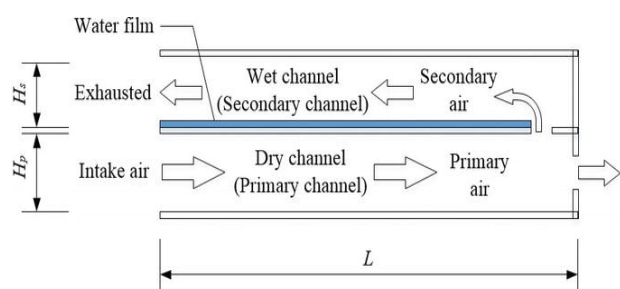 Water film
Hs
Exhausted
Wet channel
(Secondary channel)
Secondary
air
Hp
Intake air
Dry channel
(Primary channel)
Primary
air
L